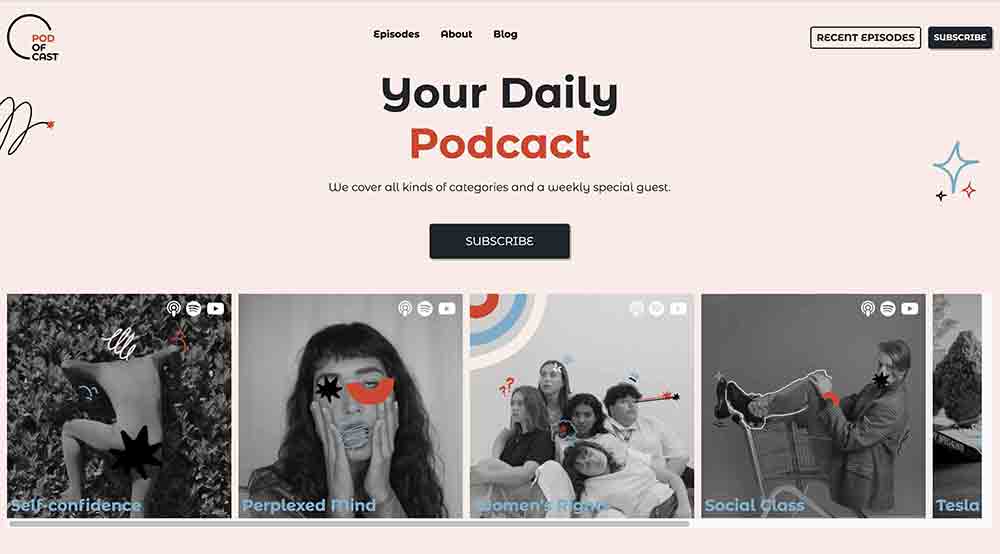 POD
OF
CAST
Episodes About Blog
RECENT EPISODES SUBSCRIBE
Your Daily
Podcact
We cover all kinds of categories and a weekly special guest.
SUBSCRIBE
??
??
Self-confidence
Perplexed Mind
Women's Rights
Social Class
Tesla